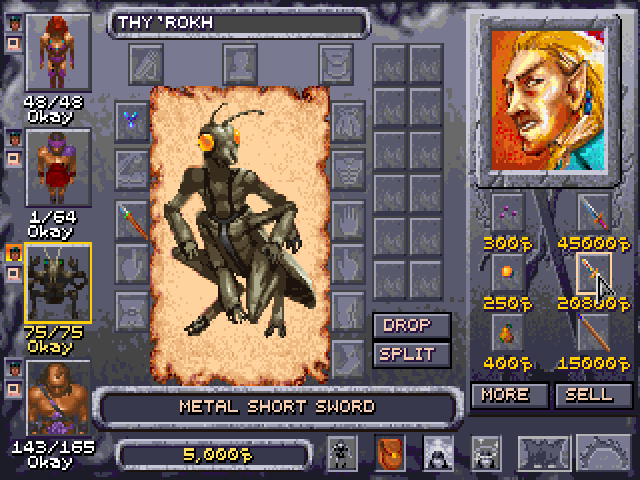 THY'ROKH
48/48
Okay
1/64
Okay
75/75
Okay
143/165
Okay
300$
45000$
250$
20800$
400$
15000$
DROP
SPLIT
MORE
SELL
METAL SHORT SWORD
5,000$